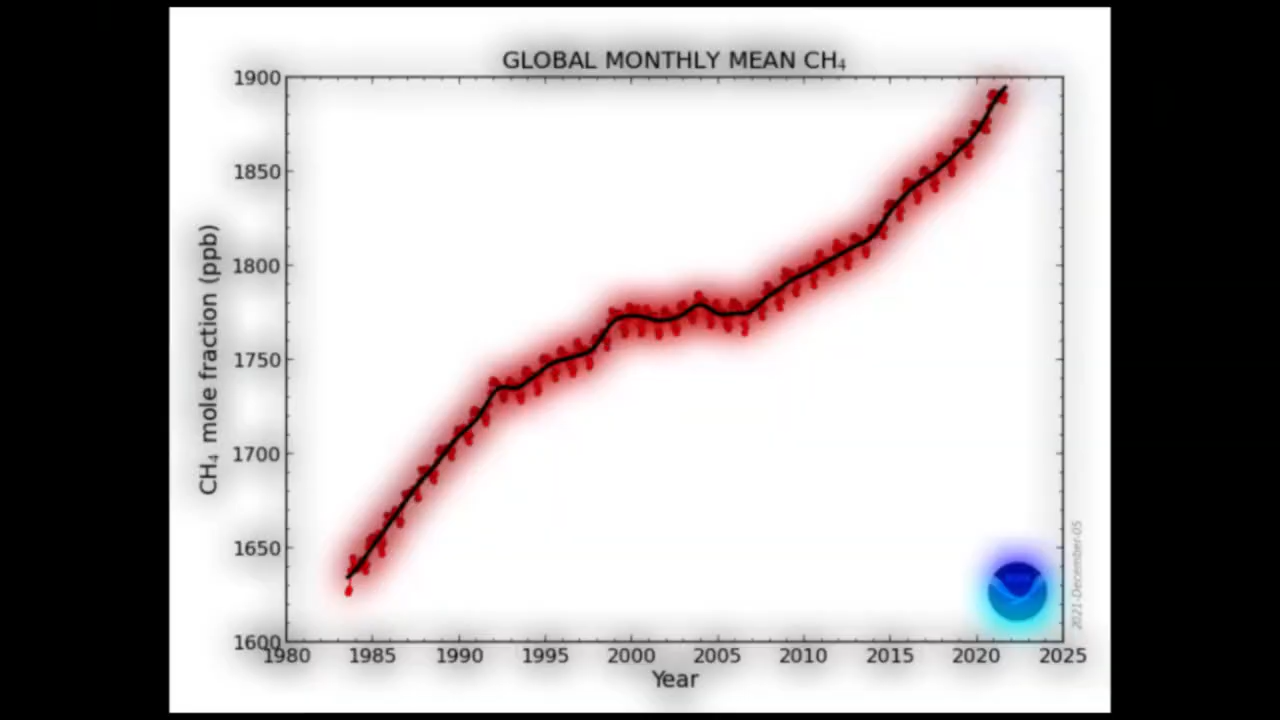 GLOBAL MONTHLY MEAN CH₄
1900
1850
1800
1750
1700
1650
1600
CH₄ mole fraction (ppb)
1980 1985 1990 1995 2000 2005 2010 2015 2020 2025
Year
2021-December-05